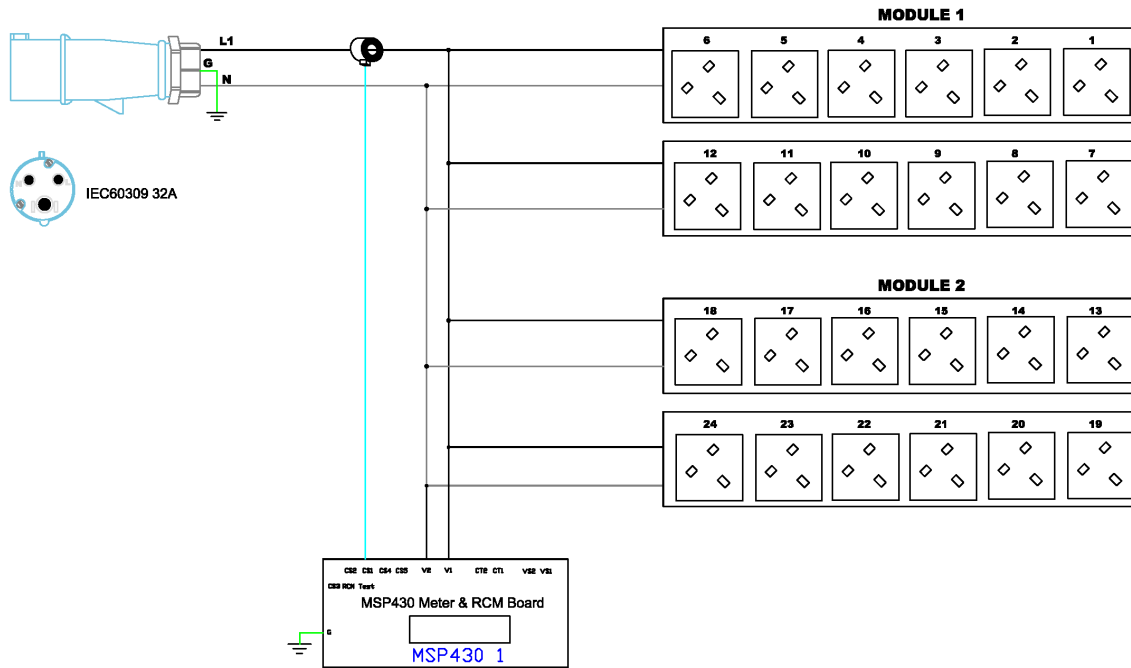 MODULE 1
L1
G
N
6 5 4 3 2 1
12 11 10 9 8 7
IEC60309 32A
MODULE 2
18 17 16 15 14 13
24 23 22 21 20 19
CS2 CS1 CS4 CS5 V2 V1 CT2 CT1 VS2 VS1
CS3 RCM Test
MSP430 Meter & RCM Board
G
MSP430 1